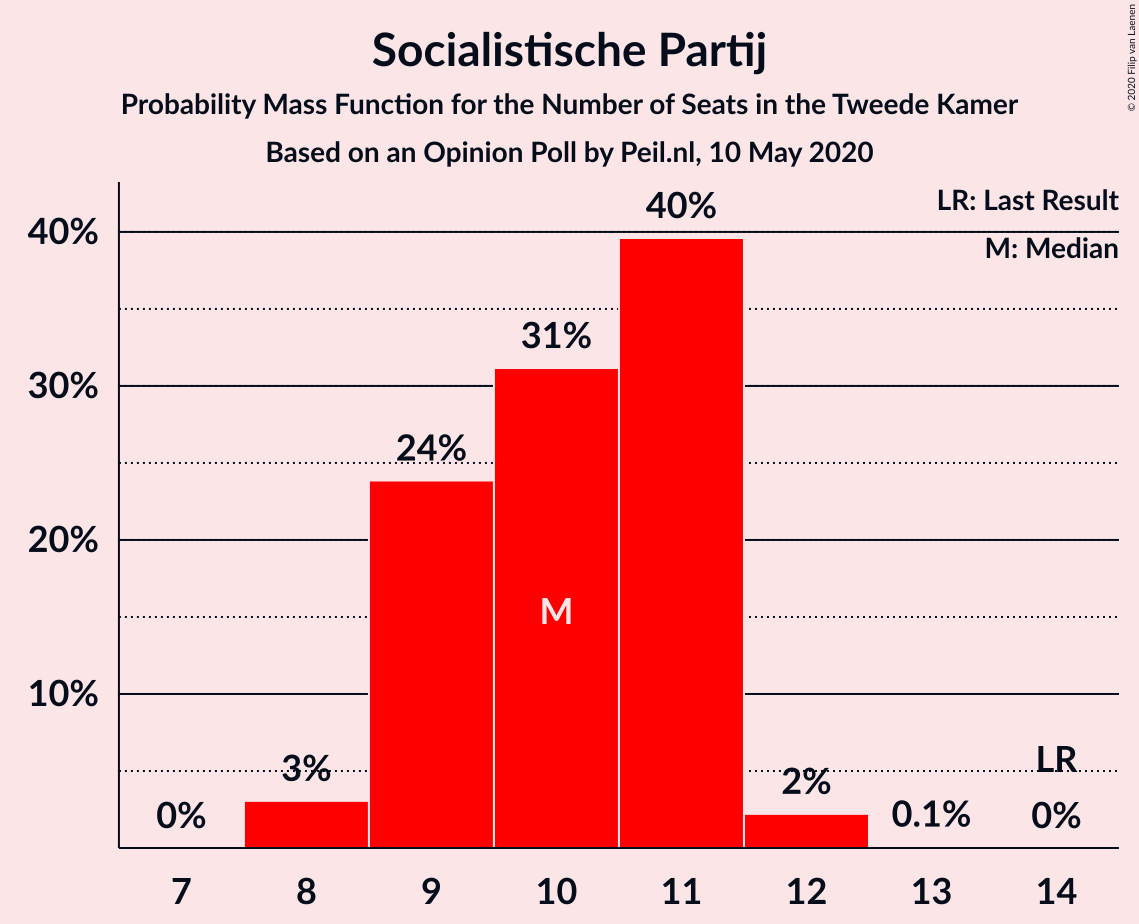 Socialistische Partij
Probability Mass Function for the Number of Seats in the Tweede Kamer
Based on an Opinion Poll by Peil.nl, 10 May 2020
© 2020 Filip van Laenen
LR: Last Result
M: Median
40%
30%
20%
10%
0%
3%
24%
31%
40%
2%
0.1%
0%
LR
M
7 8 9 10 11 12 13 14